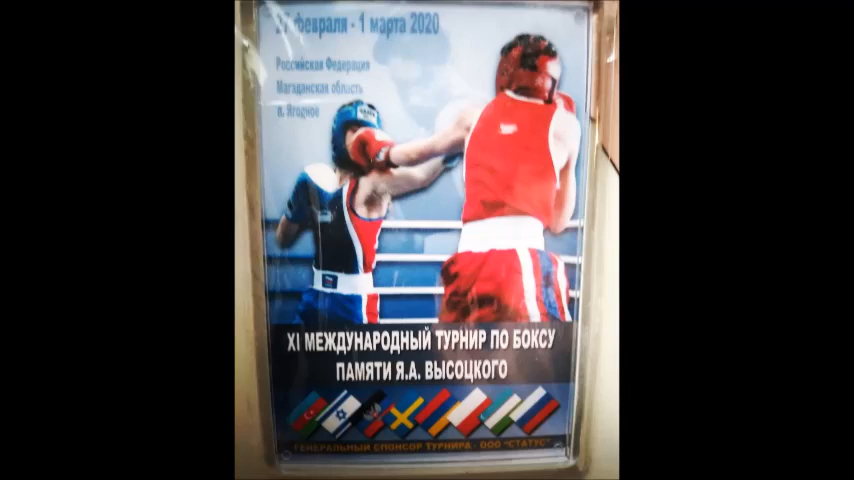 27 февраля - 1 марта 2020
Российская Федерация
Магаданская область
п. Ягодное
XI МЕЖДУНАРОДНЫЙ ТУРНИР ПО БОКСУ
ПАМЯТИ Я.А. ВЫСОЦКОГО
ГЕНЕРАЛЬНЫЙ СПОНСОР ТУРНИРА - ООО "СТАТУС"